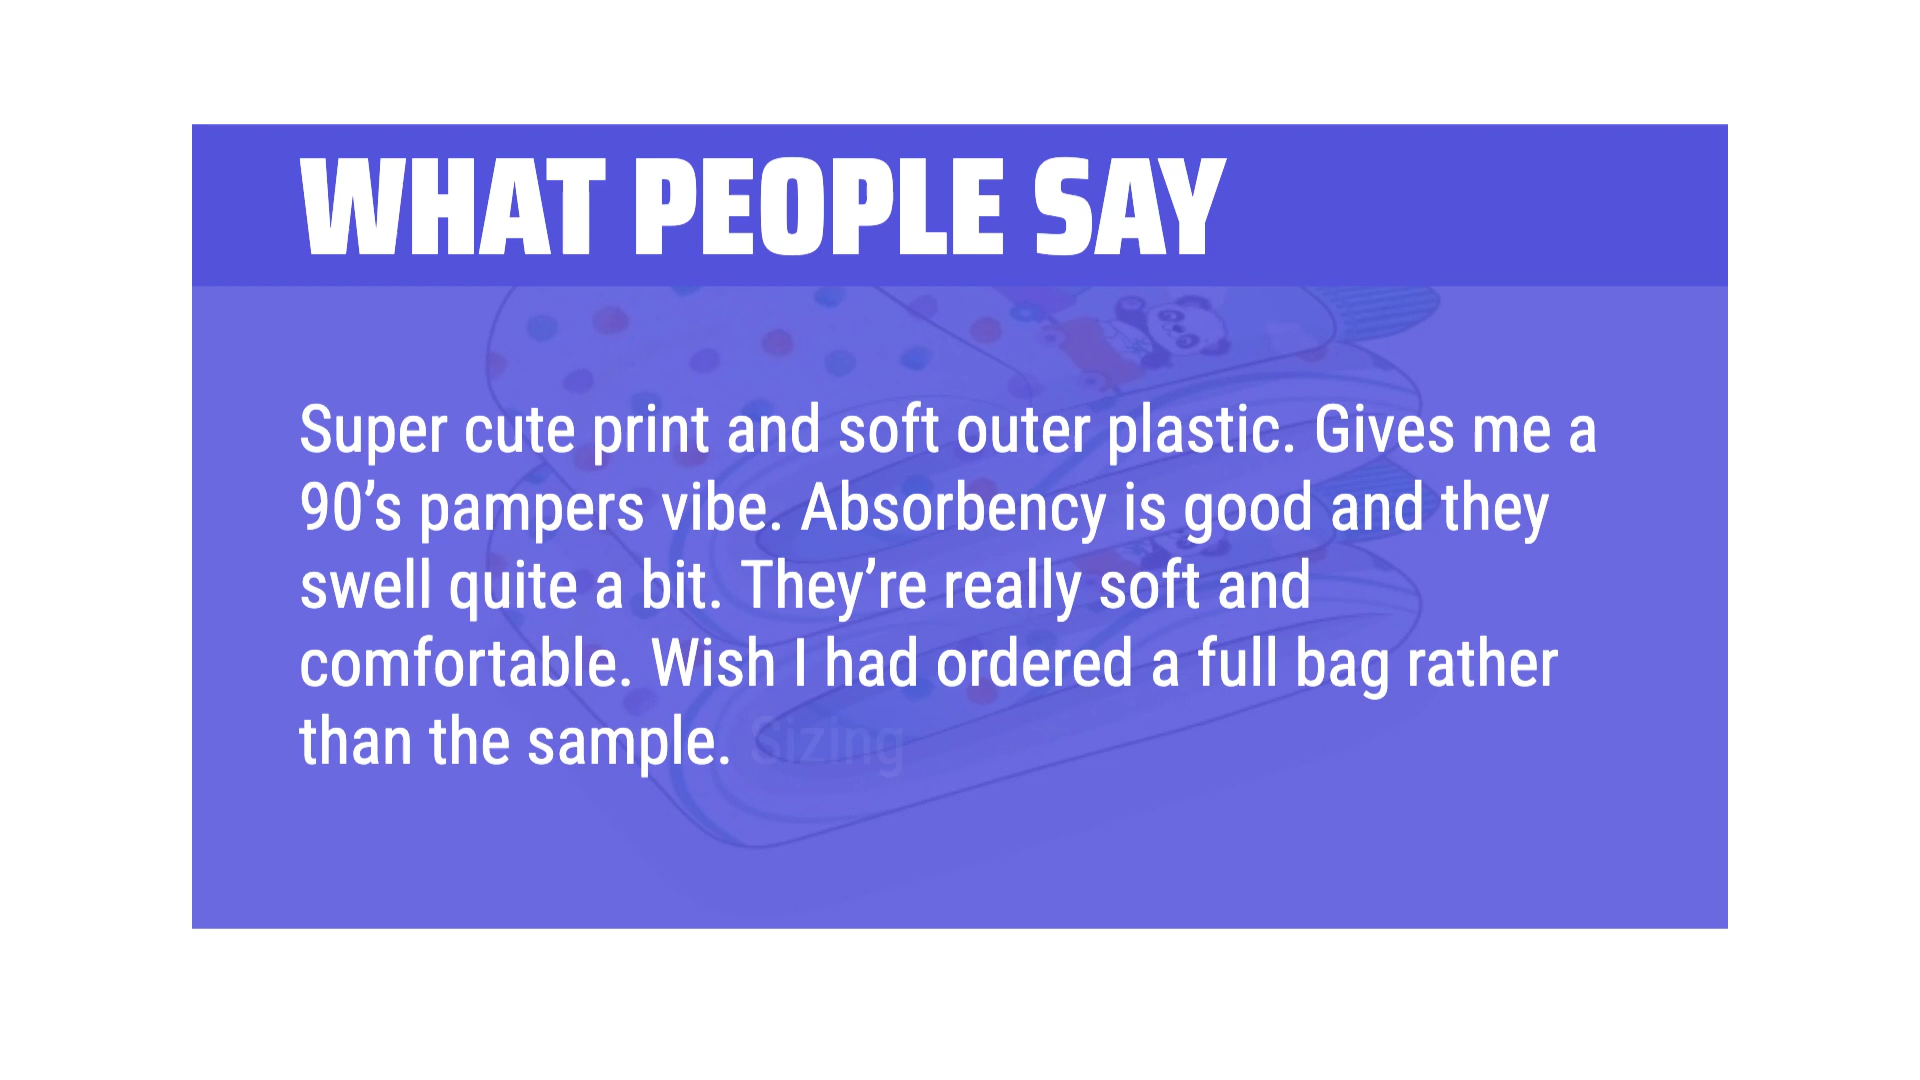 WHAT PEOPLE SAY
Super cute print and soft outer plastic. Gives me a
90’s pampers vibe. Absorbency is good and they
swell quite a bit. They’re really soft and
comfortable. Wish I had ordered a full bag rather
than the sample. Sizing